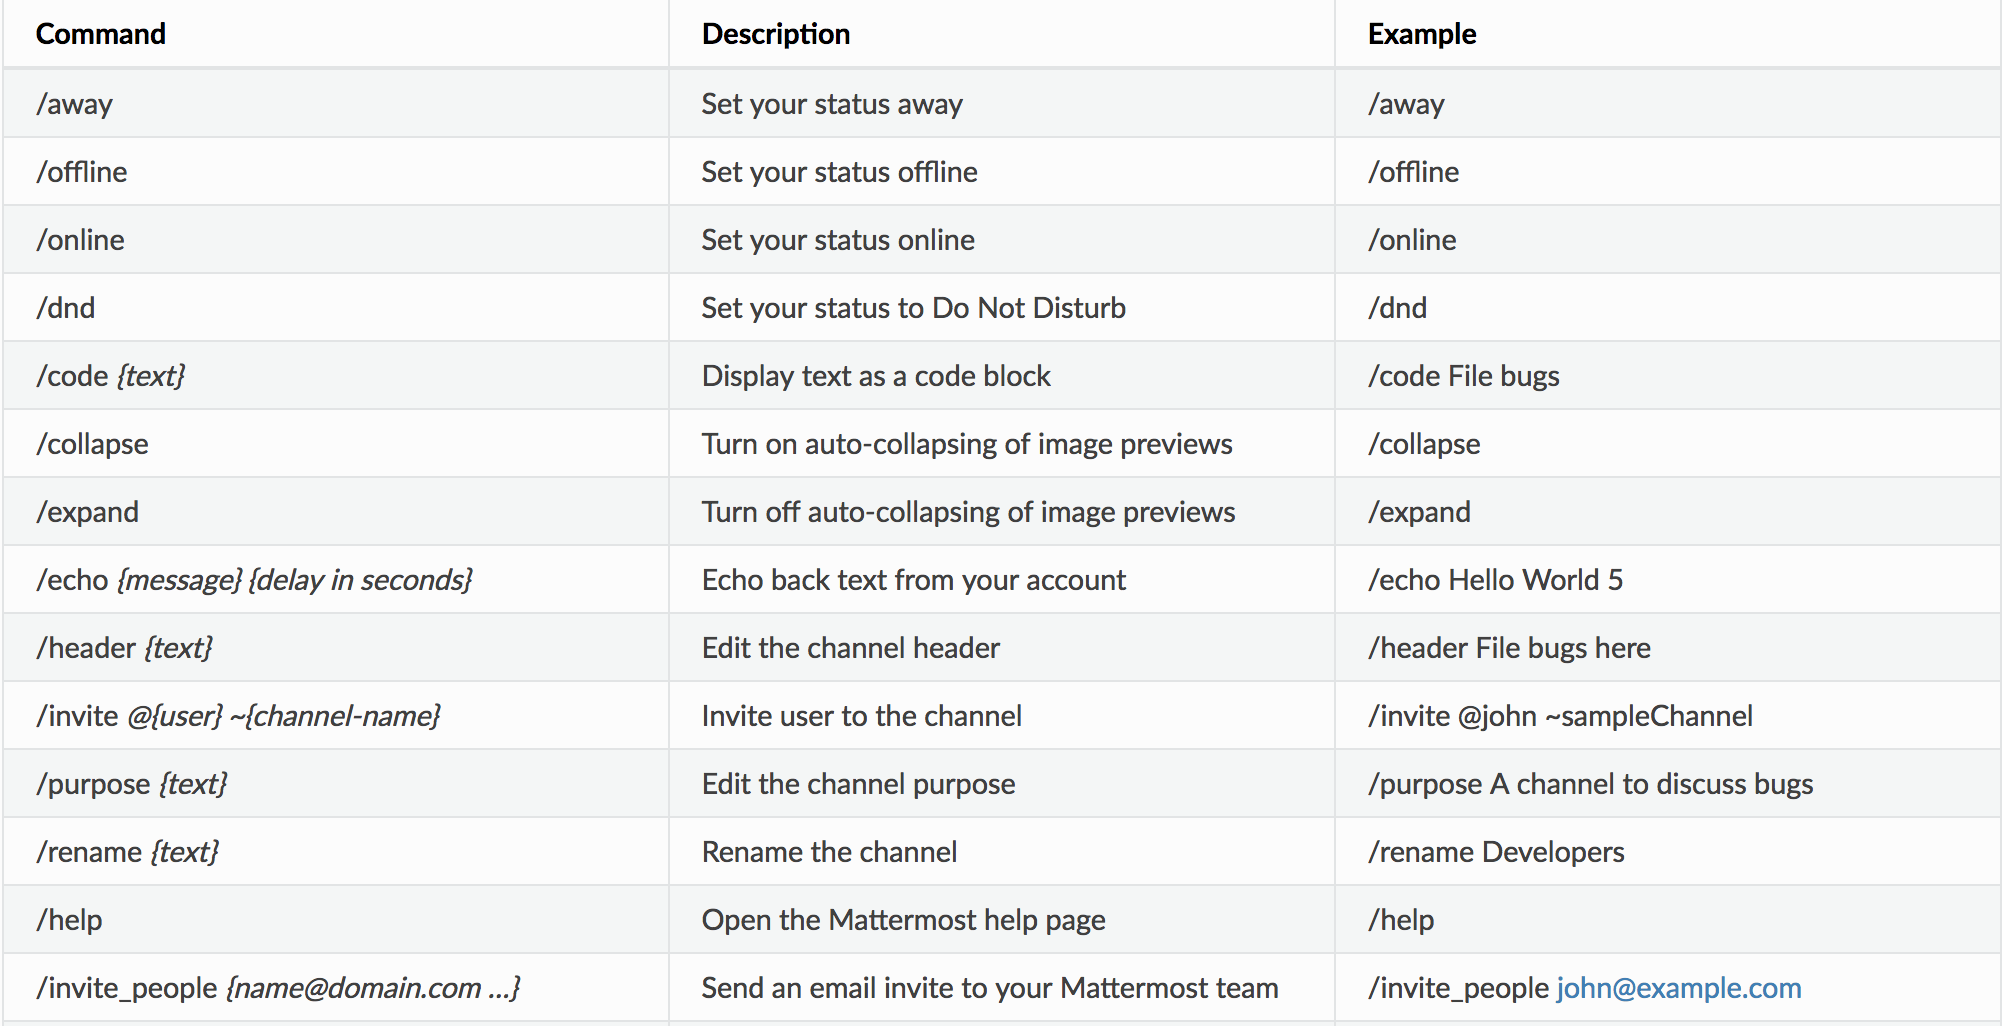 Command Description Example
/away Set your status away /away
/offline Set your status offline /offline
/online Set your status online /online
/dnd Set your status to Do Not Disturb /dnd
/code {text} Display text as a code block /code File bugs
/collapse Turn on auto-collapsing of image previews /collapse
/expand Turn off auto-collapsing of image previews /expand
/echo {message} {delay in seconds} Echo back text from your account /echo Hello World 5
/header {text} Edit the channel header /header File bugs here
/invite @{user} ~{channel-name} Invite user to the channel /invite @john ~sampleChannel
/purpose {text} Edit the channel purpose /purpose A channel to discuss bugs
/rename {text} Rename the channel /rename Developers
/help Open the Mattermost help page /help
/invite_people {name@domain.com ...} Send an email invite to your Mattermost team /invite_people john@example.com